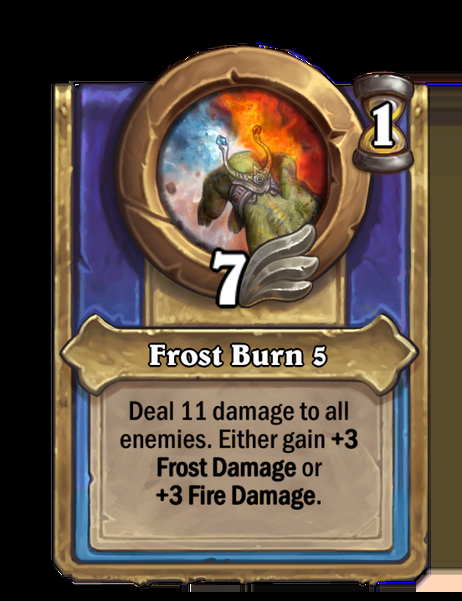 1
7
Frost Burn 5
Deal 11 damage to all
enemies. Either gain +3
Frost Damage or
+3 Fire Damage.